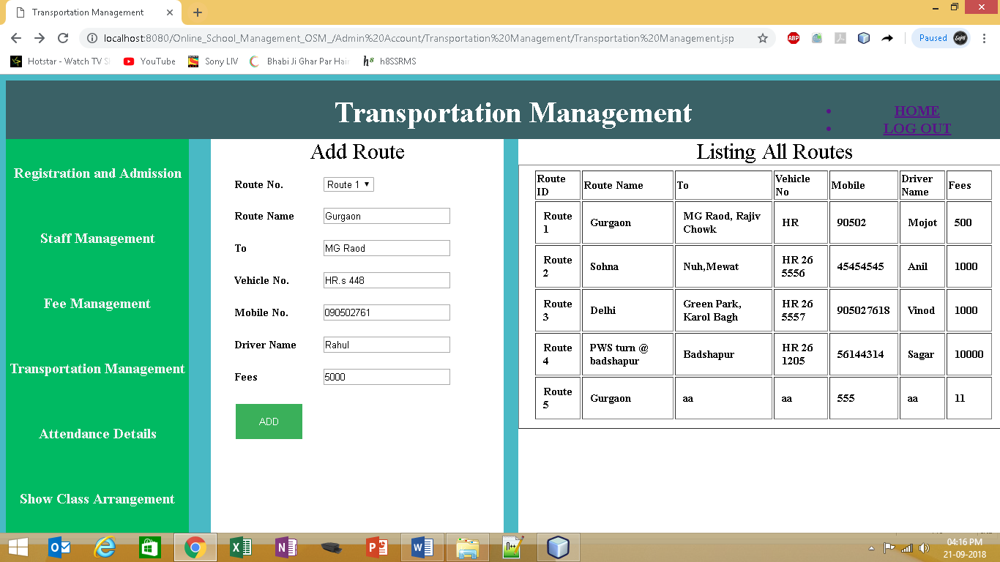 Transportation Management
localhost:8080/Online_School_Management_OSM_/Admin%20Account/Transportation%20Management/Transportation%20Management.jsp
ABP
Paused
Hotstar - Watch TV S
YouTube
Sony LIV
Bhabi Ji Ghar Par Hain
h8 h8SSRMS
Transportation Management
HOME
LOG OUT
Registration and Admission
Staff Management
Fee Management
Transportation Management
Attendance Details
Show Class Arrangement
Add Route
Route No. Route 1
Route Name Gurgaon
To MG Raod
Vehicle No. HR.s 448
Mobile No. 090502761
Driver Name Rahul
Fees 5000
ADD
Listing All Routes
Route ID Route Name To Vehicle No Mobile Driver Name Fees
Route 1 Gurgaon MG Raod, Rajiv Chowk HR 90502 Mojot 500
Route 2 Sohna Nuh,Mewat HR 26 5556 45454545 Anil 1000
Route 3 Delhi Green Park, Karol Bagh HR 26 5557 905027618 Vinod 1000
Route 4 PWS turn @ badshapur Badshapur HR 26 1205 56144314 Sagar 10000
Route 5 Gurgaon aa aa 555 aa 11
04:16 PM
21-09-2018